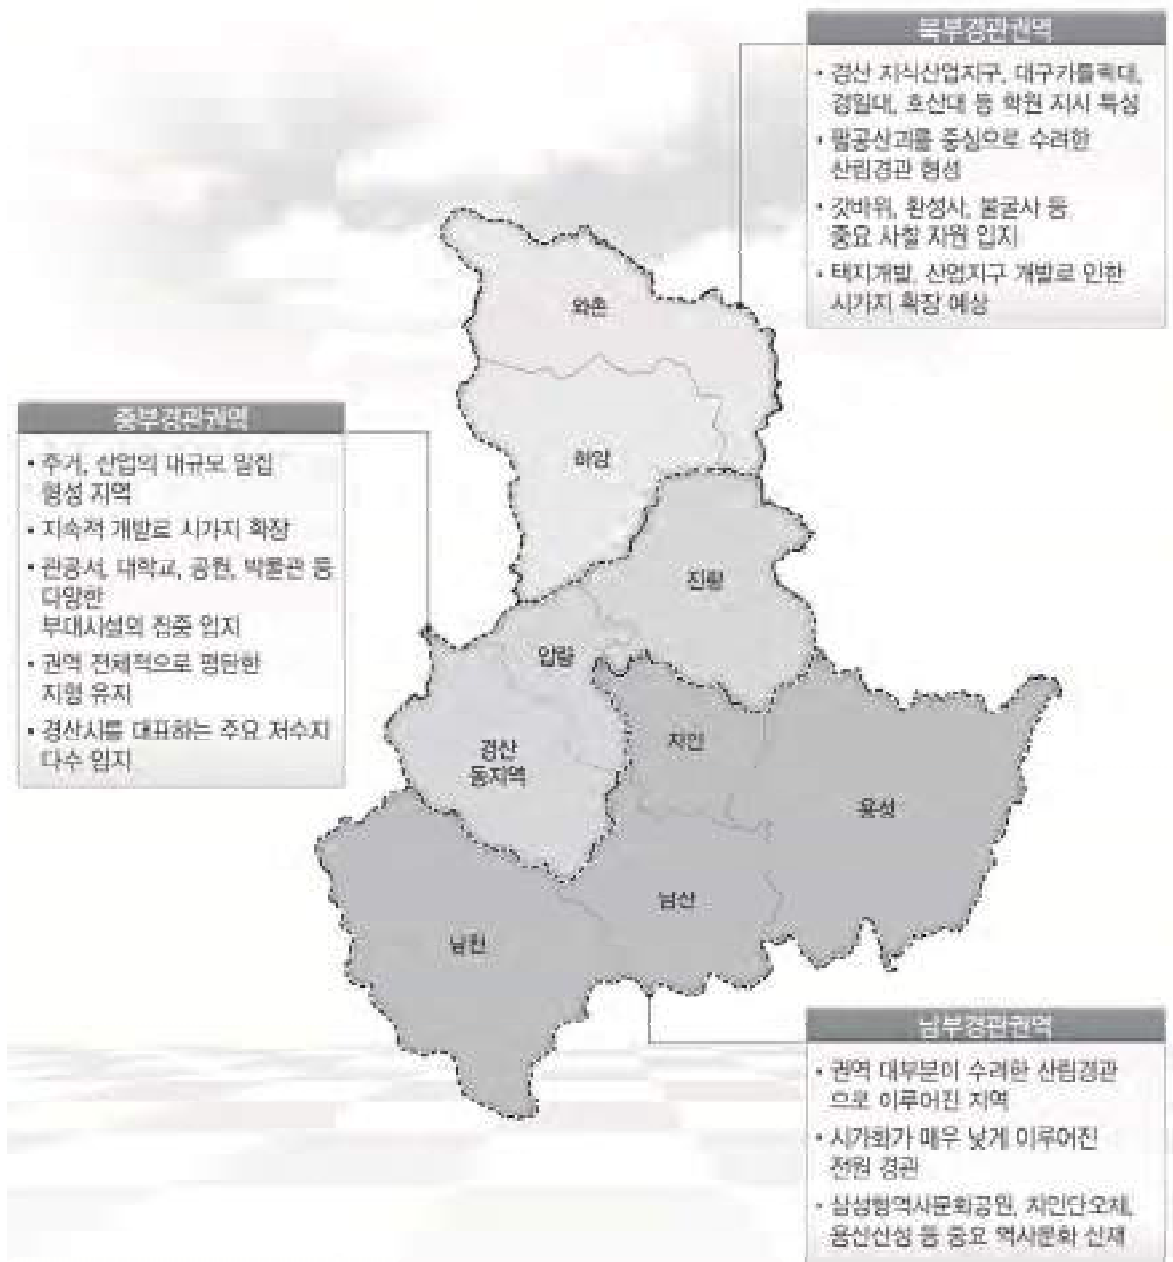 북부경관권역
• 경산 지식산업지구, 대구가톨릭대,
경일대, 호산대 등 학원 지시 특성
• 팔공산괴를 중심으로 수려한
산림경관 형성
• 갓바위, 환성사, 불굴사 등
중요 사찰 자원 입지
• 택지개발, 산업지구 개발로 인한
시가지 확장 예상
와촌
중부경관권역
• 주거, 산업의 대규모 밀집
형성 지역
• 지속적 개발로 시가지 확장
• 관공서, 대학교, 공원, 박물관 등
다양한
부대시설의 집중 입지
• 권역 전체적으로 평탄한
지형 유지
• 경산시를 대표하는 주요 저수지
다수 입지
하양
진량
압량
자인
경산
동지역
용성
남산
남천
남부경관권역
• 권역 대부분이 수려한 산림경관
으로 이루어진 지역
• 시가화가 매우 낮게 이루어진
전원 경관
• 삼성현역사문화공원, 자인단오제,
용산산성 등 중요 역사문화 산재